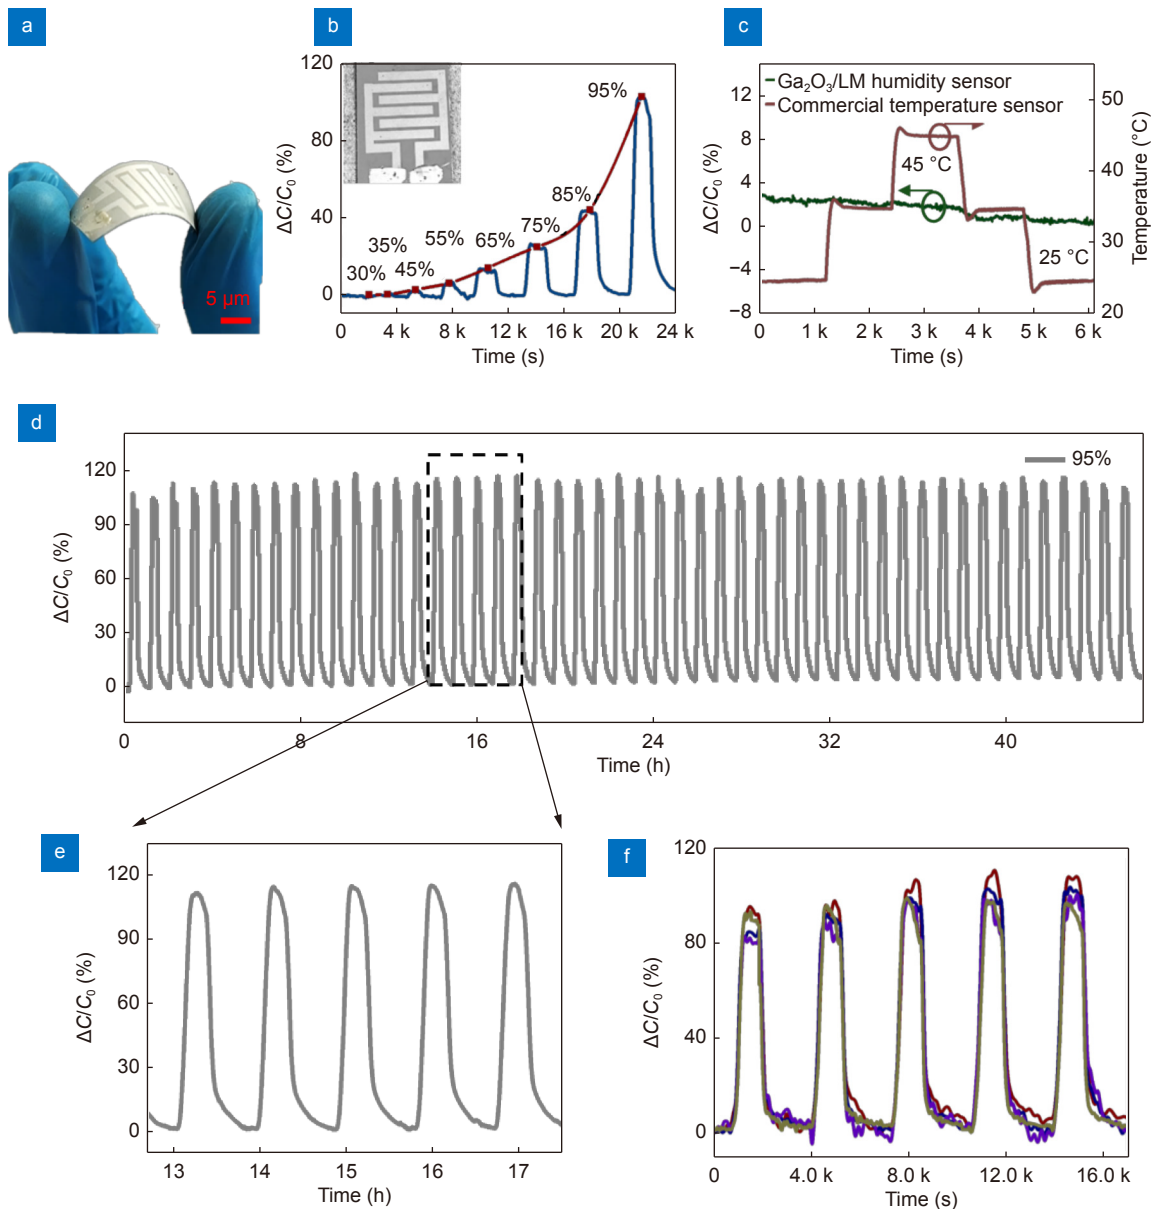 a
5 μm
b
120
80
40
0
ΔC/C₀ (%)
30%
35%
45%
55%
65%
75%
85%
95%
0 4 k 8 k 12 k 16 k 20 k 24 k
Time (s)
c
Ga₂O₃/LM humidity sensor
Commercial temperature sensor
12
8
4
0
−4
−8
ΔC/C₀ (%)
45 °C
25 °C
50
40
30
20
Temperature (°C)
0 1 k 2 k 3 k 4 k 5 k 6 k
Time (s)
d
95%
120
90
60
30
0
ΔC/C₀ (%)
0 8 16 24 32 40
Time (h)
e
120
90
60
30
0
ΔC/C₀ (%)
13 14 15 16 17
Time (h)
f
120
80
40
0
ΔC/C₀ (%)
0 4.0 k 8.0 k 12.0 k 16.0 k
Time (s)